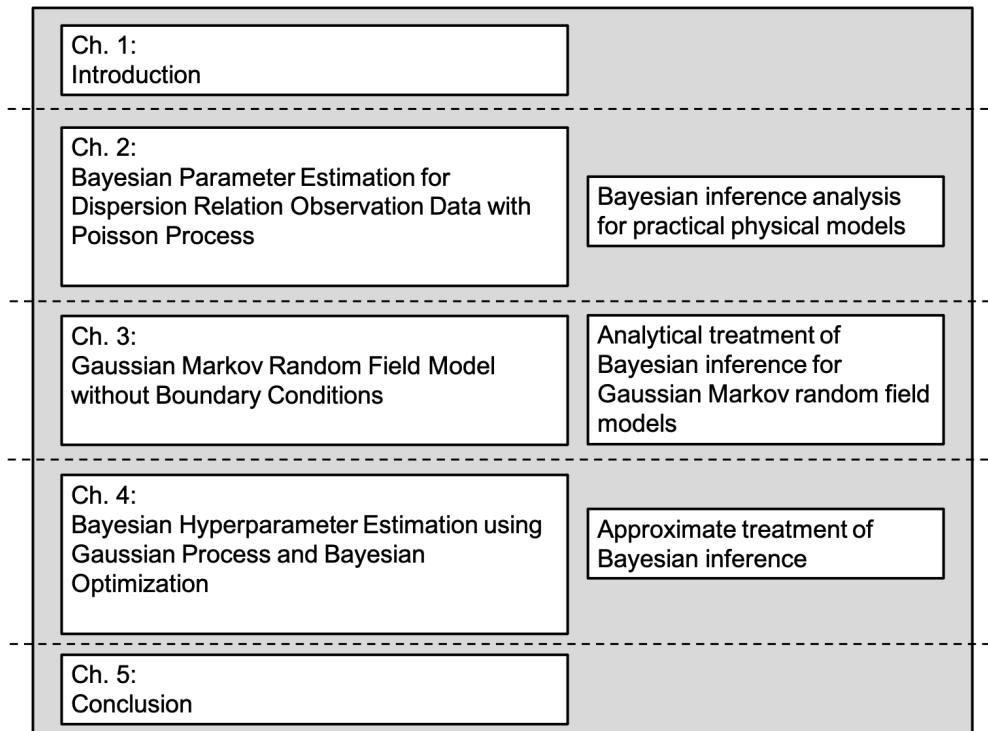 Ch. 1:
Introduction
Ch. 2:
Bayesian Parameter Estimation for
Dispersion Relation Observation Data with
Poisson Process
Bayesian inference analysis
for practical physical models
Ch. 3:
Gaussian Markov Random Field Model
without Boundary Conditions
Analytical treatment of
Bayesian inference for
Gaussian Markov random field
models
Ch. 4:
Bayesian Hyperparameter Estimation using
Gaussian Process and Bayesian
Optimization
Approximate treatment of
Bayesian inference
Ch. 5:
Conclusion